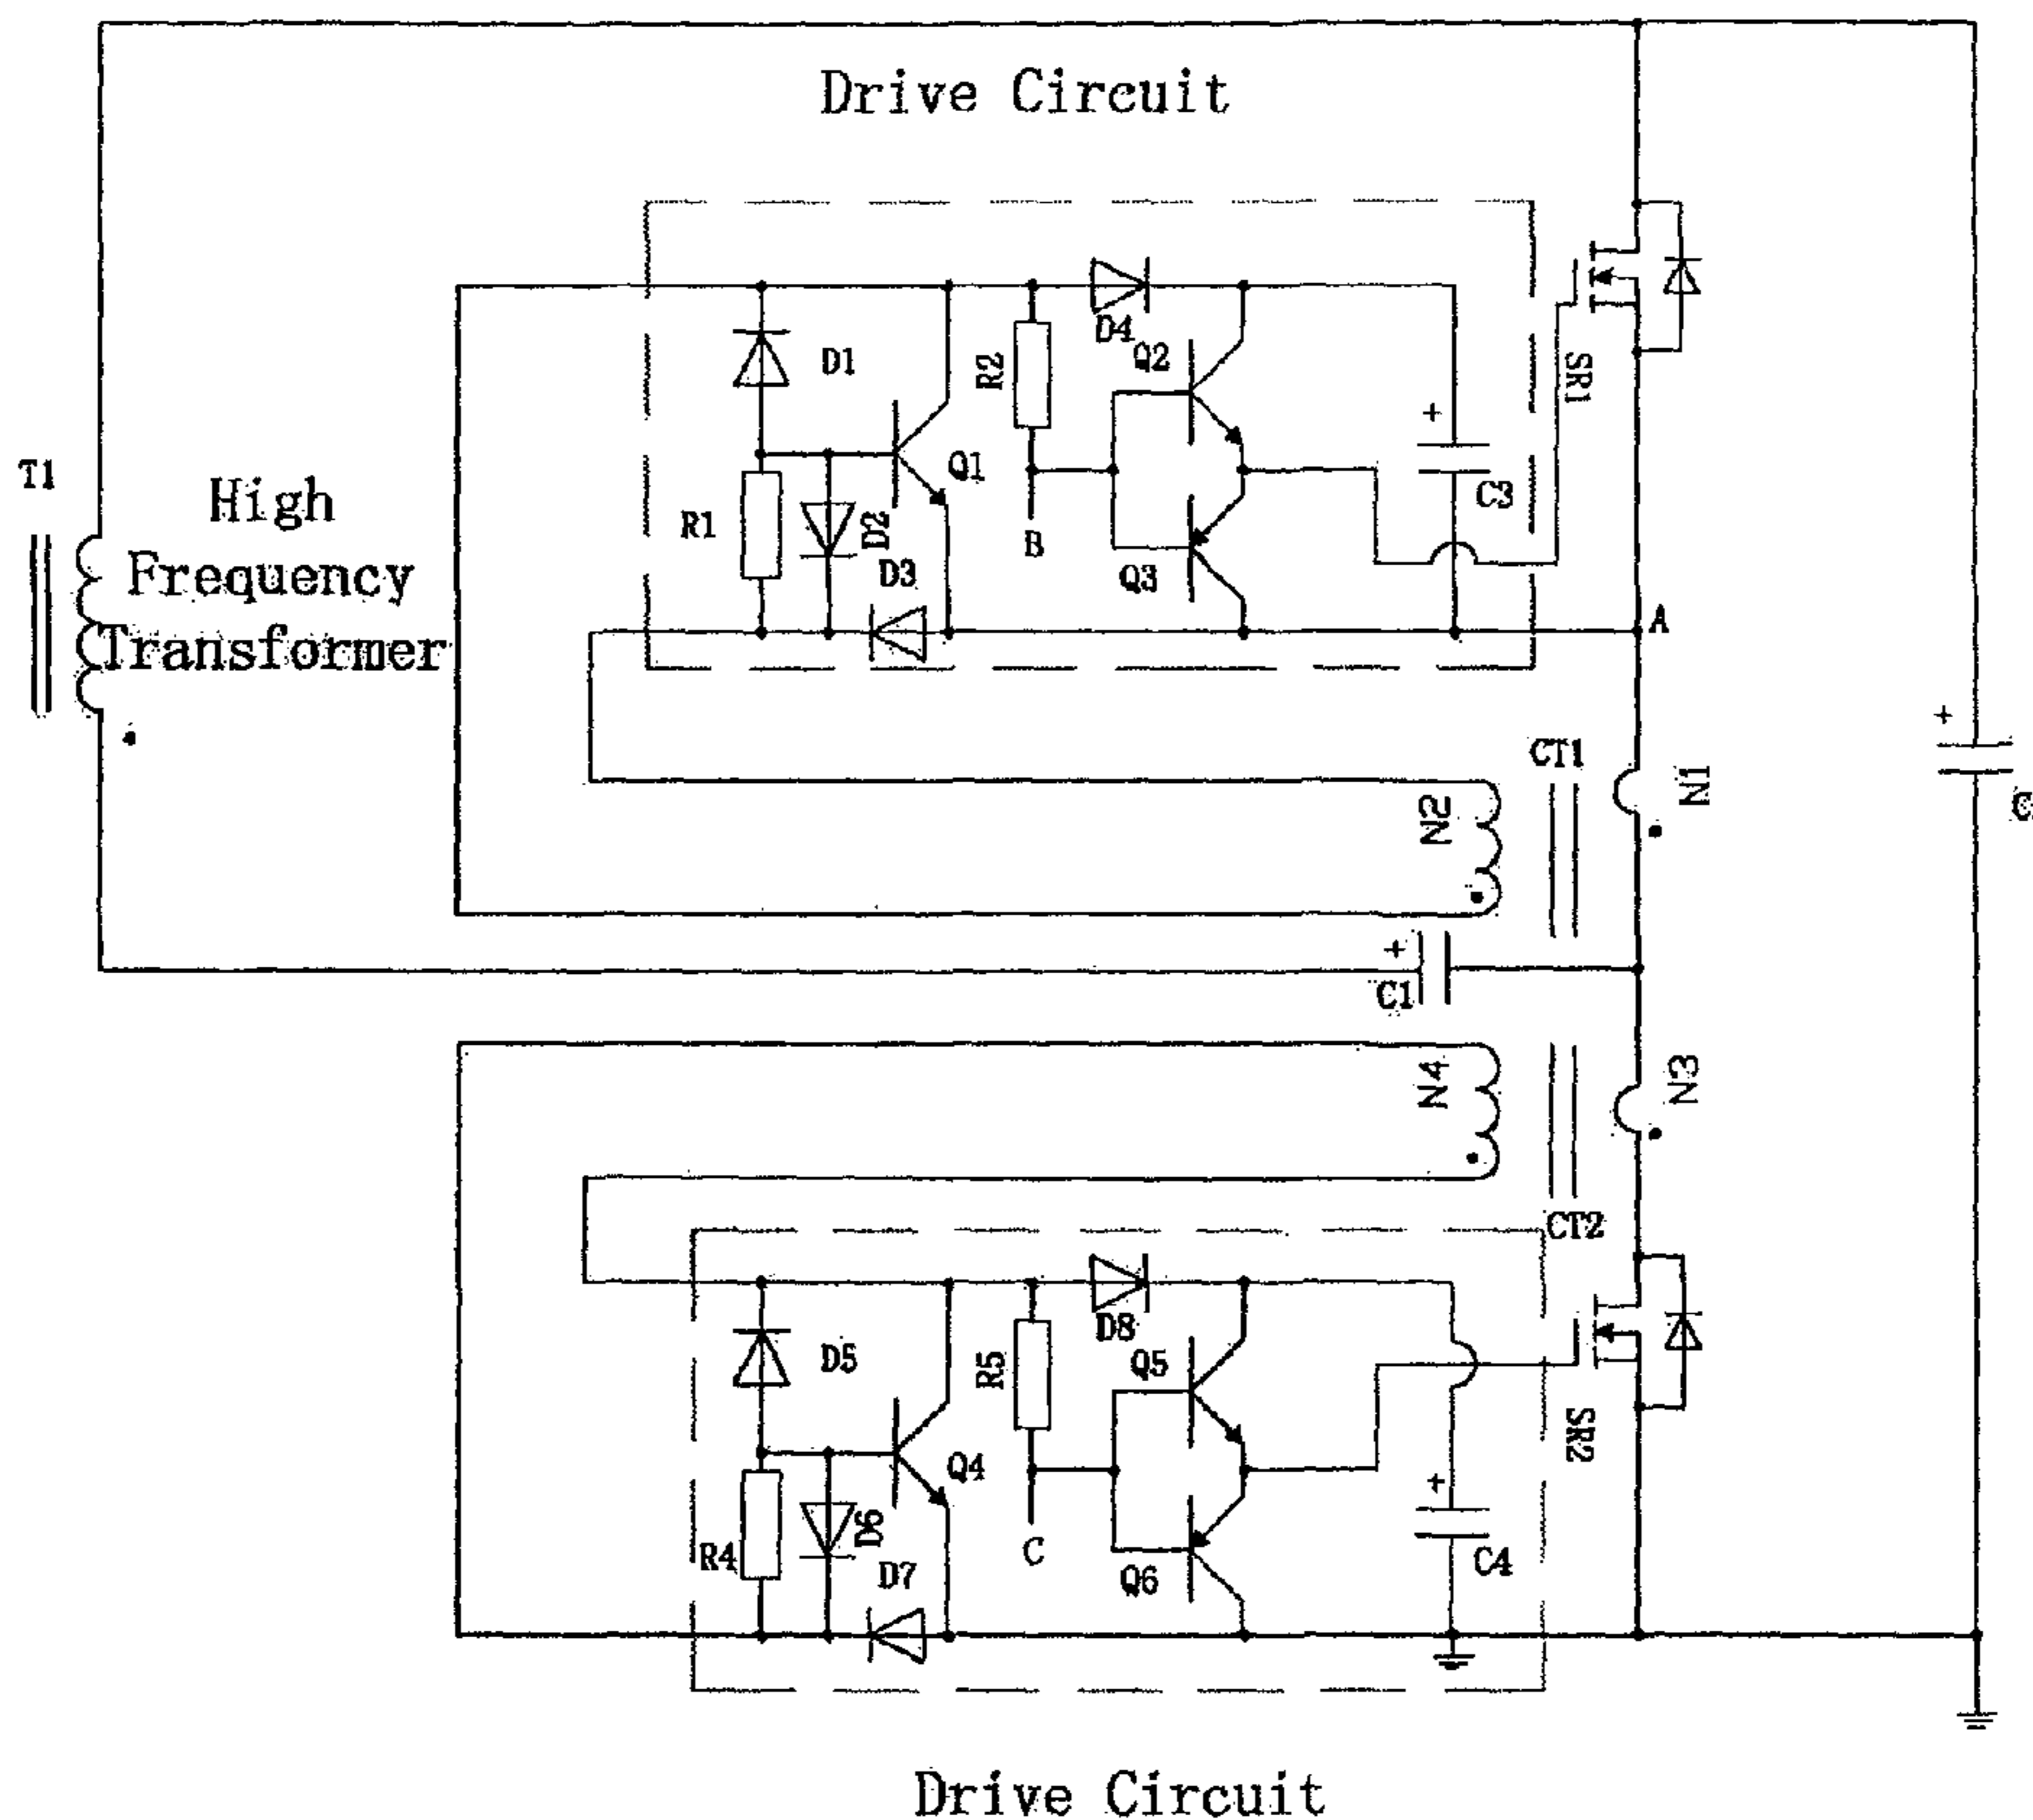 Drive Circuit
T1
High
Frequency
Transformer
D1
R1
D2
D3
Q1
R2
B
D4
Q2
Q3
+
C3
SR1
A
CT1
N1
N2
+
C1
+
N4
N3
CT2
D5
R4
D6
D7
Q4
R5
C
D8
Q5
Q6
+
C4
SR2
Drive Circuit